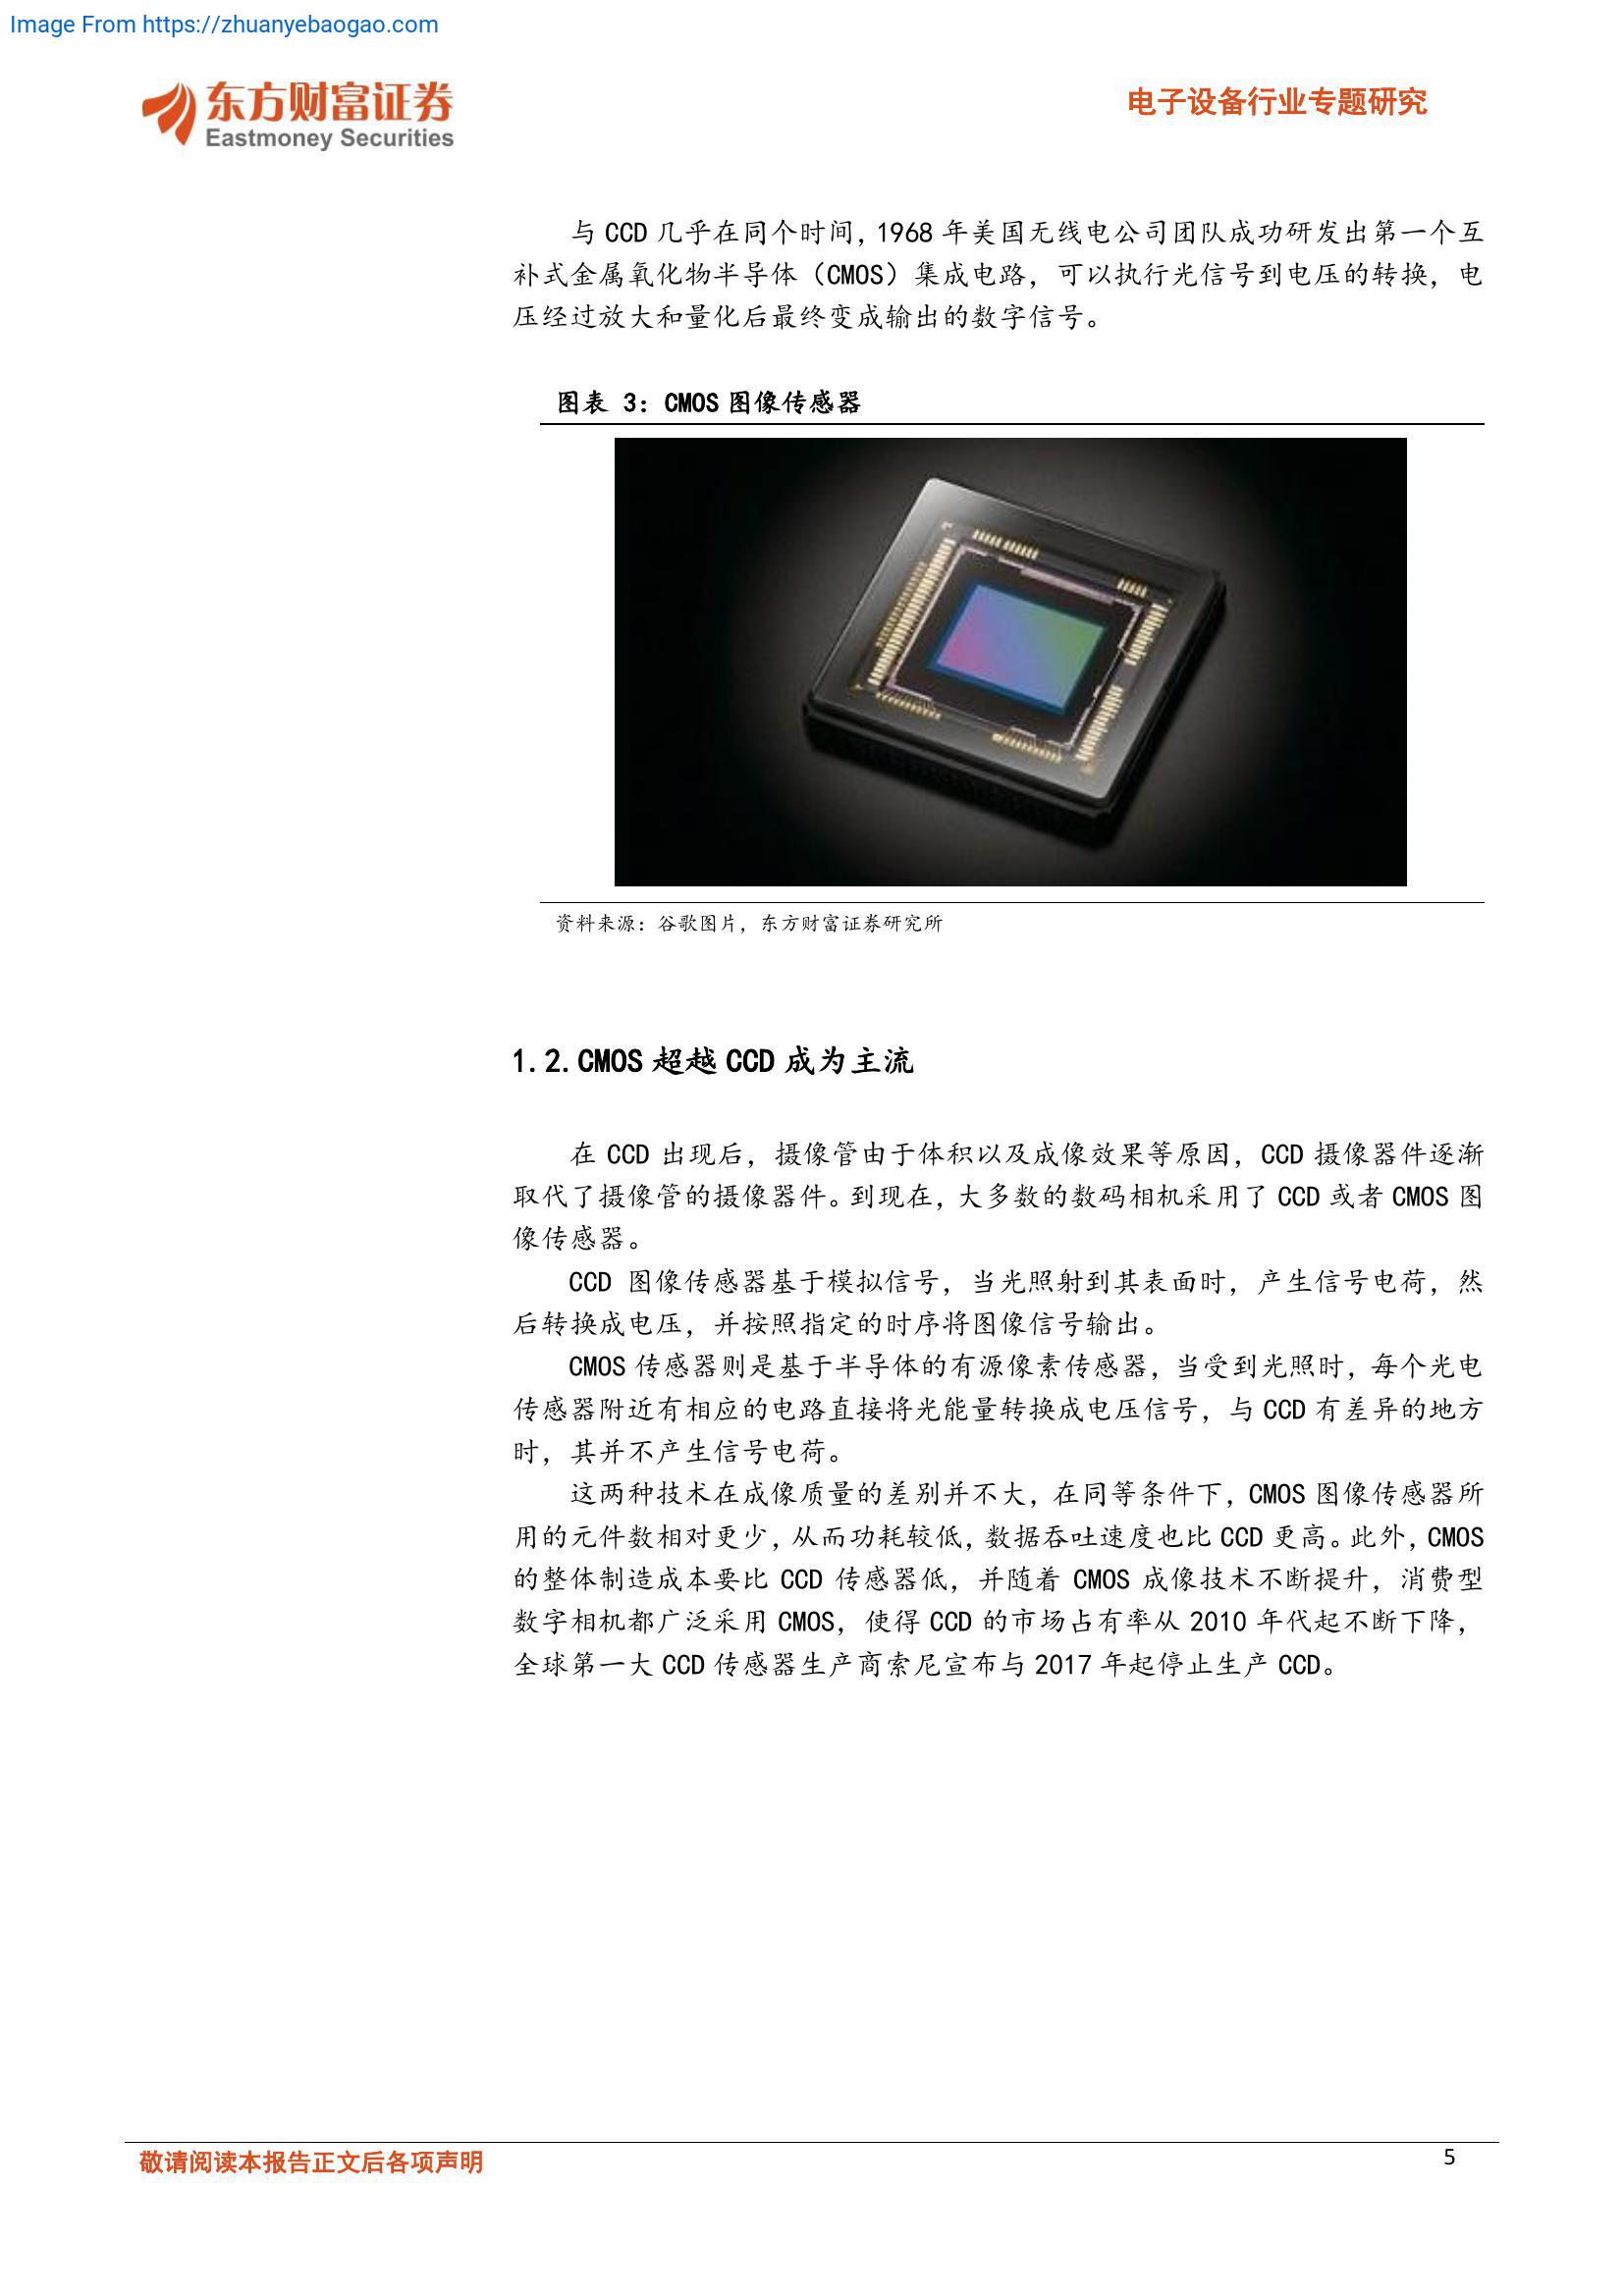 Image From https://zhuanyebaogao.com
东方财富证券
Eastmoney Securities
电子设备行业专题研究
与 CCD 几乎在同个时间，1968 年美国无线电公司团队成功研发出第一个互
补式金属氧化物半导体（CMOS）集成电路，可以执行光信号到电压的转换，电
压经过放大和量化后最终变成输出的数字信号。
图表 3：CMOS 图像传感器
资料来源：谷歌图片，东方财富证券研究所
1.2.CMOS 超越 CCD 成为主流
在 CCD 出现后，摄像管由于体积以及成像效果等原因，CCD 摄像器件逐渐
取代了摄像管的摄像器件。到现在，大多数的数码相机采用了 CCD 或者 CMOS 图
像传感器。
CCD 图像传感器基于模拟信号，当光照射到其表面时，产生信号电荷，然
后转换成电压，并按照指定的时序将图像信号输出。
CMOS 传感器则是基于半导体的有源像素传感器，当受到光照时，每个光电
传感器附近有相应的电路直接将光能量转换成电压信号，与 CCD 有差异的地方
时，其并不产生信号电荷。
这两种技术在成像质量的差别并不大，在同等条件下，CMOS 图像传感器所
用的元件数相对更少，从而功耗较低，数据吞吐速度也比 CCD 更高。此外，CMOS
的整体制造成本要比 CCD 传感器低，并随着 CMOS 成像技术不断提升，消费型
数字相机都广泛采用 CMOS，使得 CCD 的市场占有率从 2010 年代起不断下降，
全球第一大 CCD 传感器生产商索尼宣布与 2017 年起停止生产 CCD。
敬请阅读本报告正文后各项声明
5